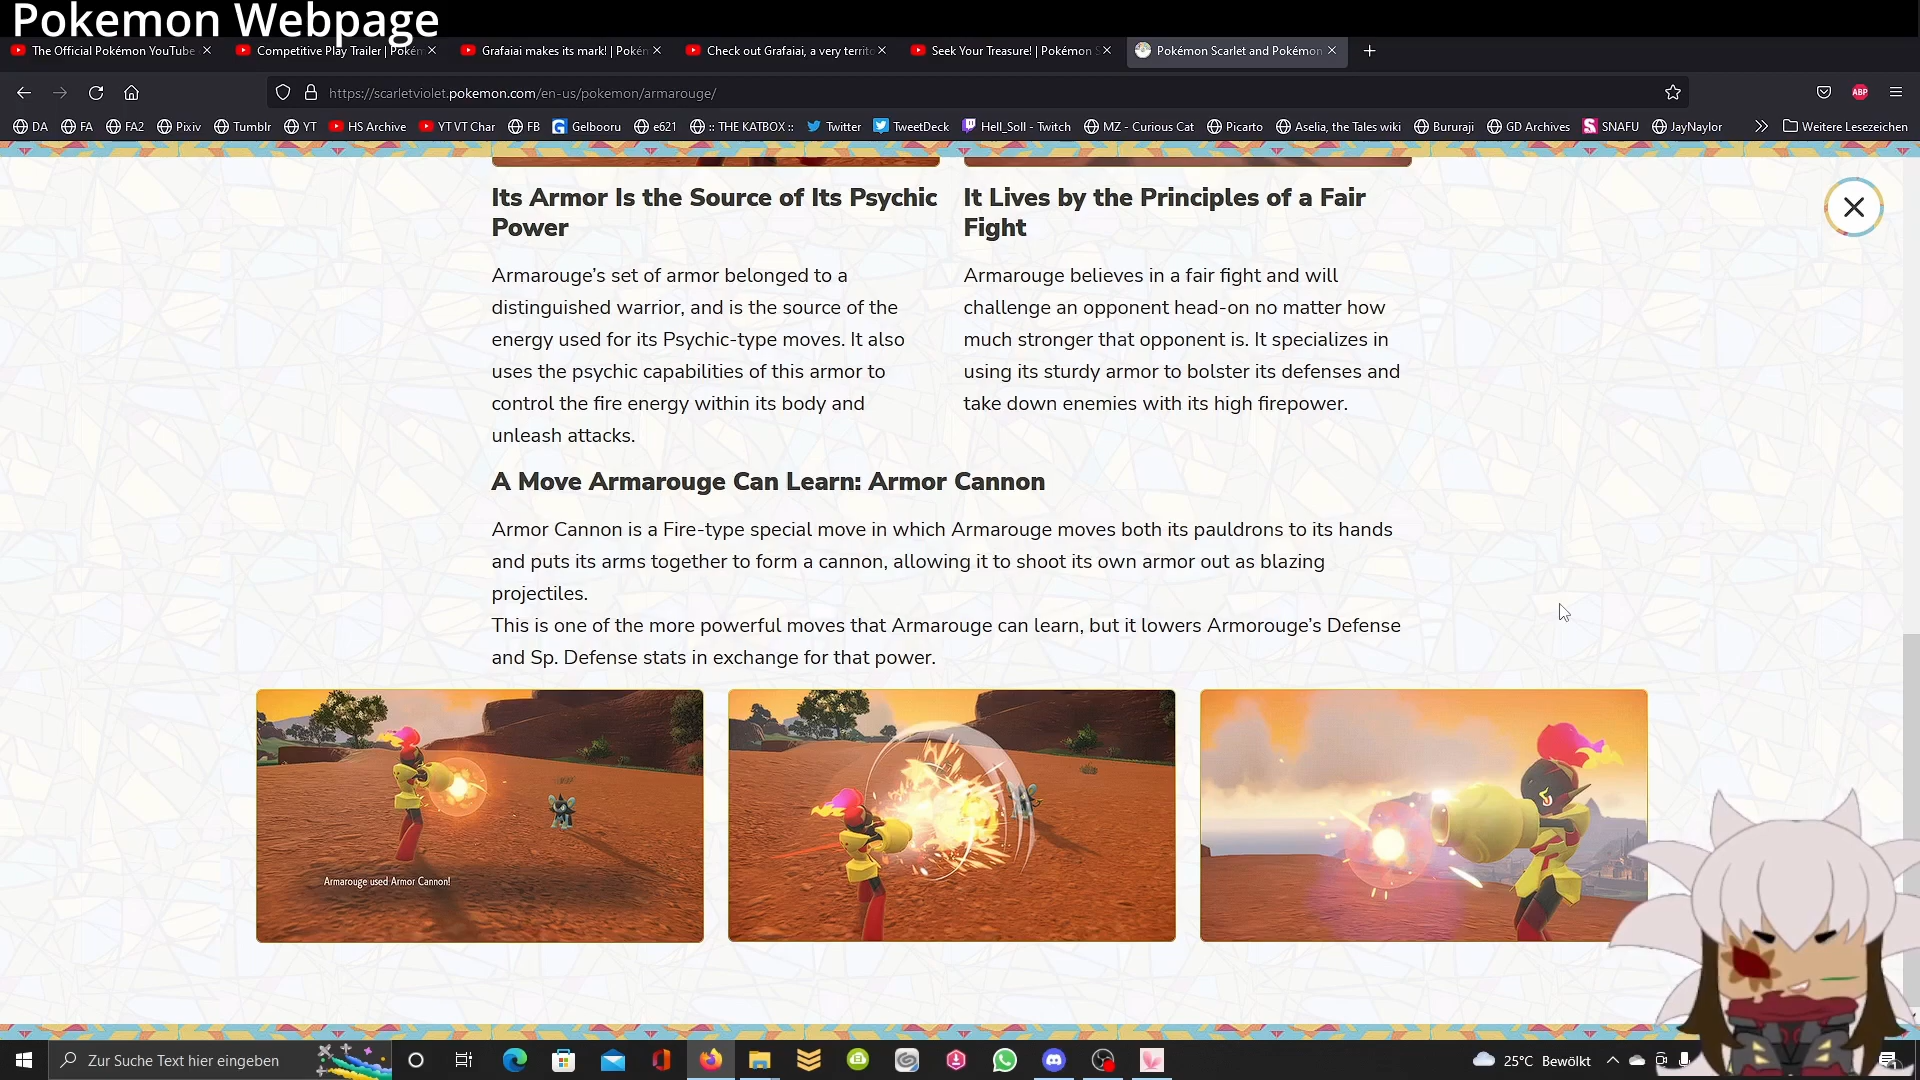 Pokemon Webpage
The Official Pokémon YouTube
Competitive Play Trailer | Pokém
Grafaiai makes its mark! | Poké
Check out Grafaiai, a very territo
Seek Your Treasure! | Pokémon S
Pokémon Scarlet and Pokémon
https://scarletviolet.pokemon.com/en-us/pokemon/armarouge/
ABP
DA FA FA2 Pixiv Tumblr YT HS Archive YT VT Char FB Gelbooru e621 :: THE KATBOX :: Twitter TweetDeck Hell_Soll - Twitch MZ - Curious Cat Picarto Aselia, the Tales wiki Bururaji GD Archives SNAFU JayNaylor Weitere Lesezeichen
Its Armor Is the Source of Its Psychic
Power
Armarouge’s set of armor belonged to a
distinguished warrior, and is the source of the
energy used for its Psychic-type moves. It also
uses the psychic capabilities of this armor to
control the fire energy within its body and
unleash attacks.
It Lives by the Principles of a Fair
Fight
Armarouge believes in a fair fight and will
challenge an opponent head-on no matter how
much stronger that opponent is. It specializes in
using its sturdy armor to bolster its defenses and
take down enemies with its high firepower.
A Move Armarouge Can Learn: Armor Cannon
Armor Cannon is a Fire-type special move in which Armarouge moves both its pauldrons to its hands
and puts its arms together to form a cannon, allowing it to shoot its own armor out as blazing
projectiles.
This is one of the more powerful moves that Armarouge can learn, but it lowers Armorouge’s Defense
and Sp. Defense stats in exchange for that power.
Armarouge used Armor Cannon!
Zur Suche Text hier eingeben
25°C Bewölkt